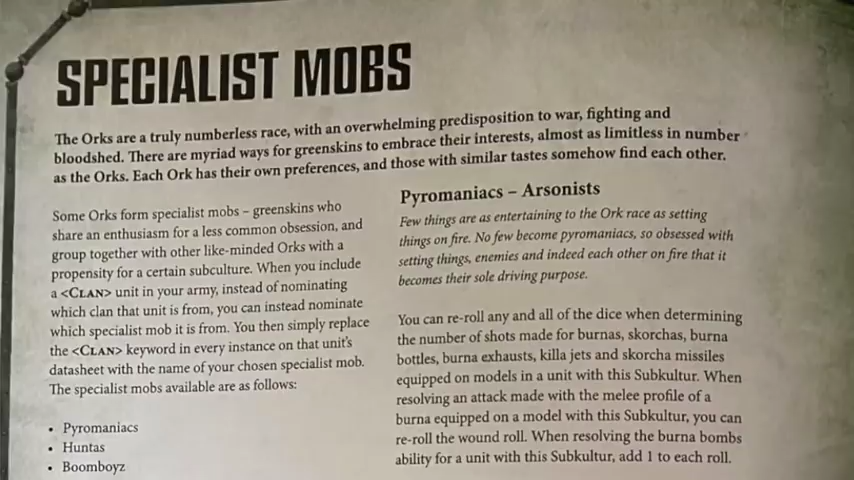 SPECIALIST MOBS
The Orks are a truly numberless race, with an overwhelming predisposition to war, fighting and
bloodshed. There are myriad ways for greenskins to embrace their interests, almost as limitless in number
as the Orks. Each Ork has their own preferences, and those with similar tastes somehow find each other.
Some Orks form specialist mobs – greenskins who
share an enthusiasm for a less common obsession, and
group together with other like-minded Orks with a
propensity for a certain subculture. When you include
a <CLAN> unit in your army, instead of nominating
which clan that unit is from, you can instead nominate
which specialist mob it is from. You then simply replace
the <CLAN> keyword in every instance on that unit's
datasheet with the name of your chosen specialist mob.
The specialist mobs available are as follows:
• Pyromaniacs
• Huntas
• Boomboyz
Pyromaniacs – Arsonists
Few things are as entertaining to the Ork race as setting
things on fire. No few become pyromaniacs, so obsessed with
setting things, enemies and indeed each other on fire that it
becomes their sole driving purpose.
You can re-roll any and all of the dice when determining
the number of shots made for burnas, skorchas, burna
bottles, burna exhausts, killa jets and skorcha missiles
equipped on models in a unit with this Subkultur. When
resolving an attack made with the melee profile of a
burna equipped on a model with this Subkultur, you can
re-roll the wound roll. When resolving the burna bombs
ability for a unit with this Subkultur, add 1 to each roll.